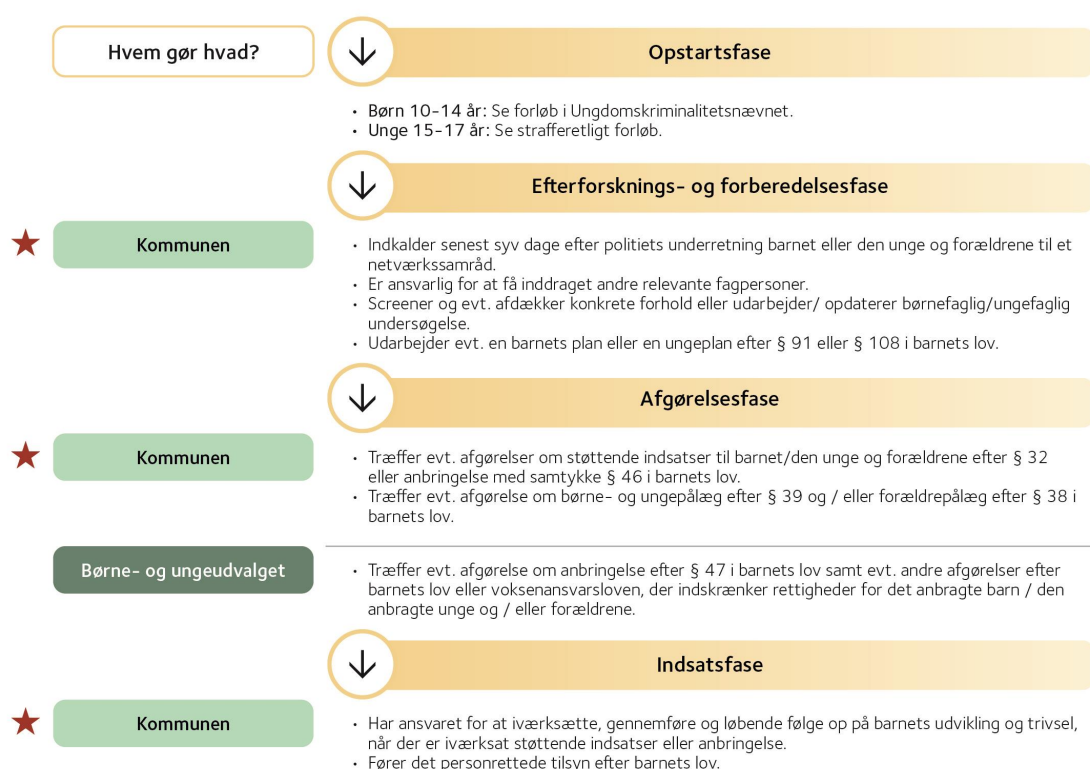 Hvem gør hvad?
Opstartsfase
• Børn 10-14 år: Se forløb i Ungdomskriminalitetsnævnet.
• Unge 15-17 år: Se strafferetligt forløb.
Efterforsknings- og forberedelsesfase
Kommunen
• Indkalder senest syv dage efter politiets underretning barnet eller den unge og forældrene til et
netværkssamråd.
• Er ansvarlig for at få inddraget andre relevante fagpersoner.
• Screener og evt. afdækker konkrete forhold eller udarbejder/ opdaterer børnefaglig/ungefaglig
undersøgelse.
• Udarbejder evt. en barnets plan eller en ungeplan efter § 91 eller § 108 i barnets lov.
Afgørelsesfase
Kommunen
• Træffer evt. afgørelser om støttende indsatser til barnet/den unge og forældrene efter § 32
eller anbringelse med samtykke § 46 i barnets lov.
• Træffer evt. afgørelse om børne- og ungepålæg efter § 39 og / eller forældrepålæg efter § 38 i
barnets lov.
Børne- og ungeudvalget
• Træffer evt. afgørelse om anbringelse efter § 47 i barnets lov samt evt. andre afgørelser efter
barnets lov eller voksenansvarsloven, der indskrænker rettigheder for det anbragte barn / den
anbragte unge og / eller forældrene.
Indsatsfase
Kommunen
• Har ansvaret for at iværksætte, gennemføre og løbende følge op på barnets udvikling og trivsel,
når der er iværksat støttende indsatser eller anbringelse.
• Fører det personrettede tilsyn efter barnets lov.